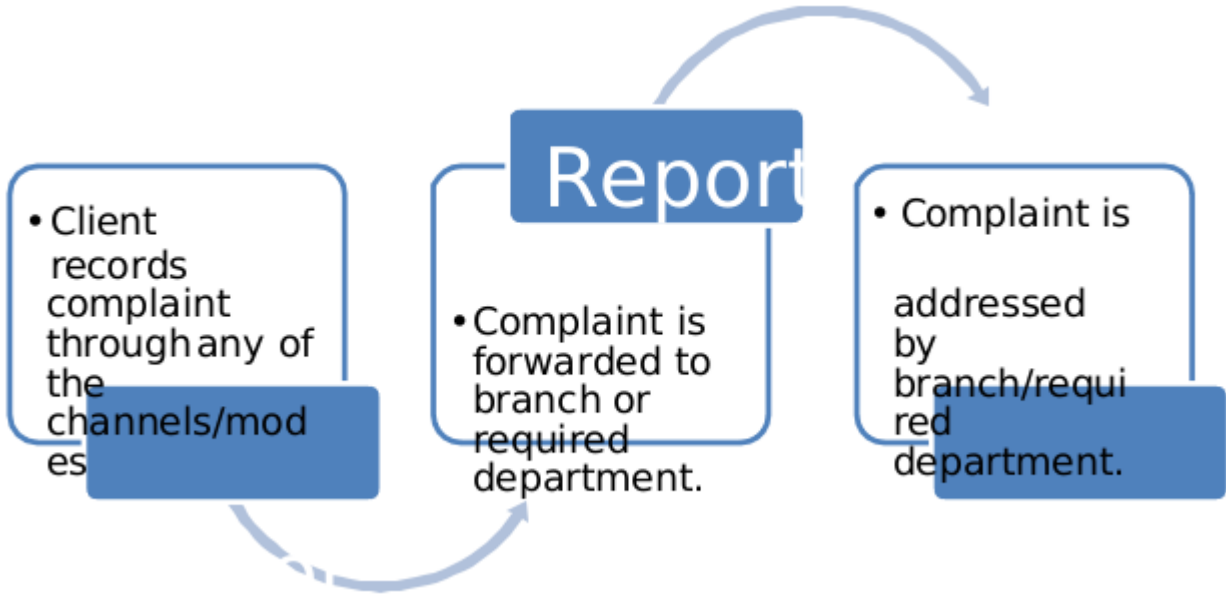 • Client
records
complaint
through any of
the
channels/mod
es
Report
• Complaint is
forwarded to
branch or
required
department.
• Complaint is
addressed
by
branch/requi
red
department.